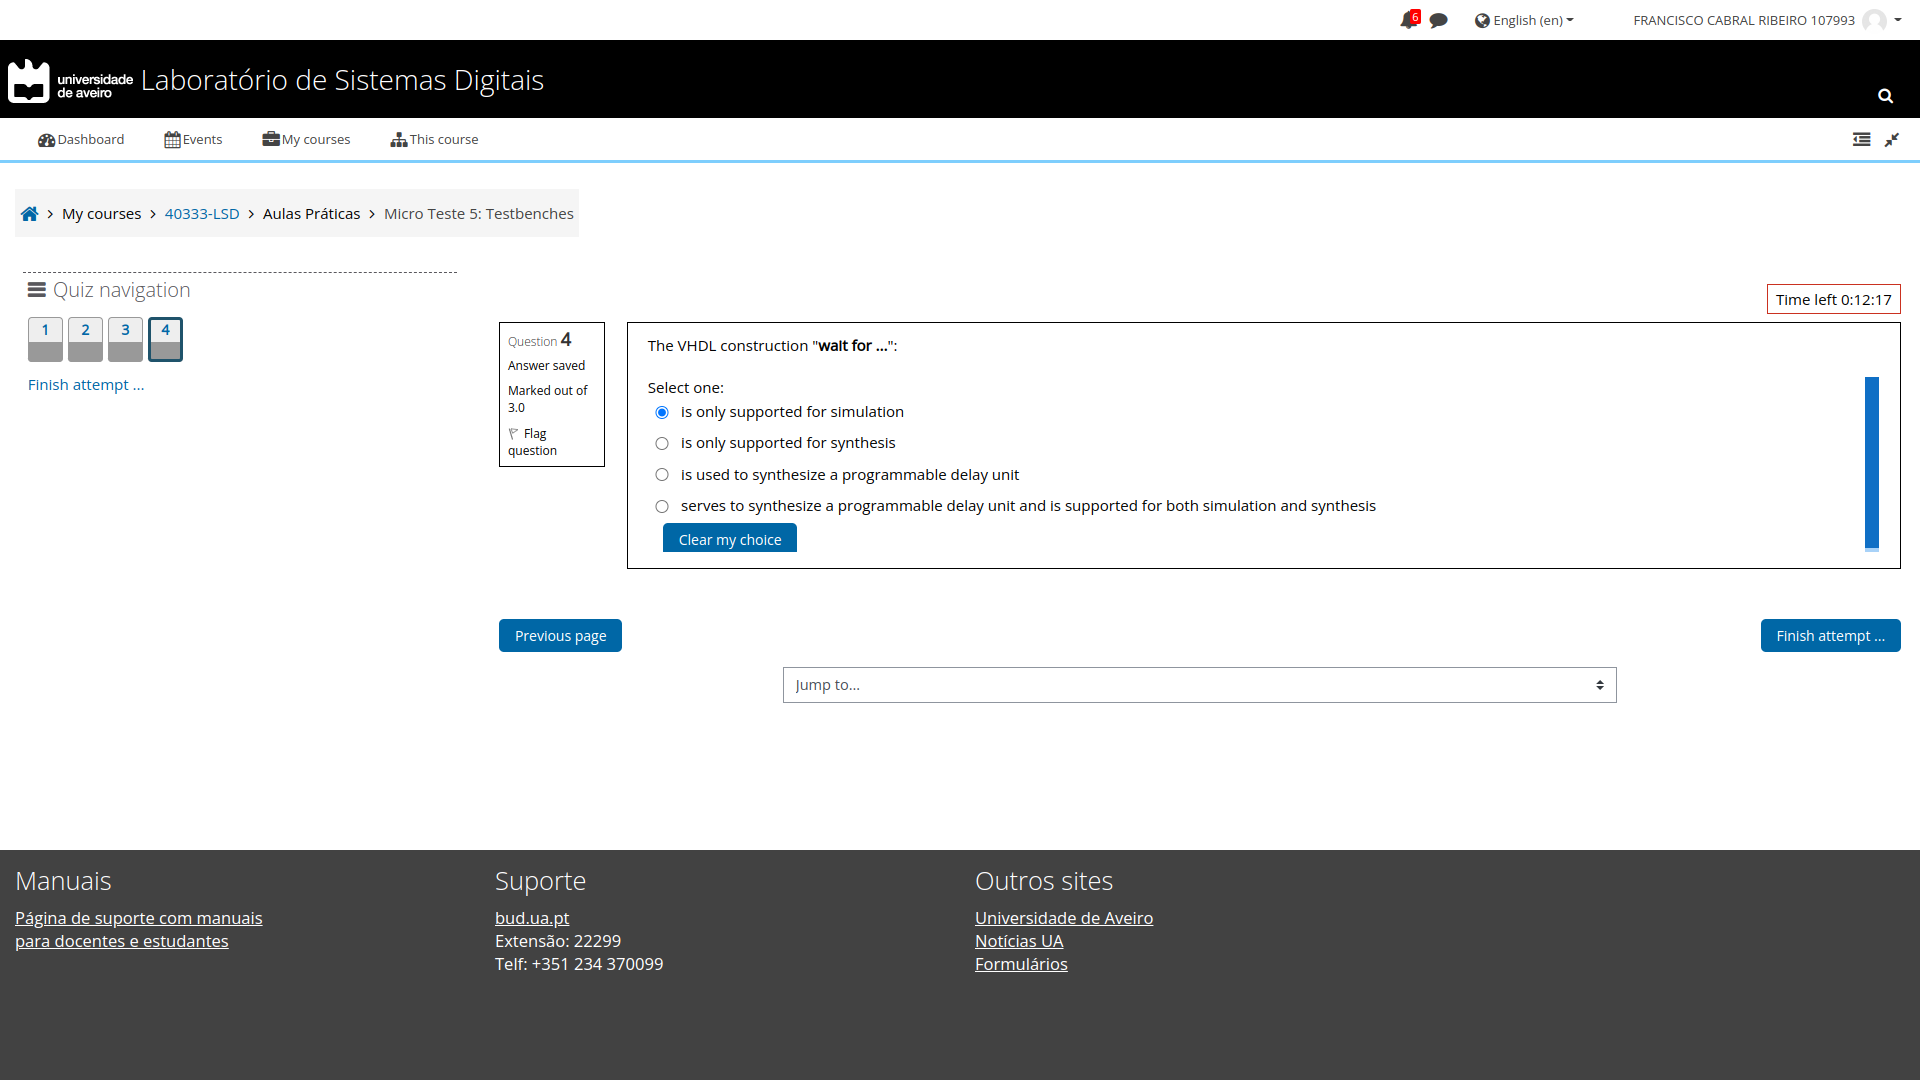 6
English (en)
FRANCISCO CABRAL RIBEIRO 107993
universidade
de aveiro
Laboratório de Sistemas Digitais
Dashboard
Events
My courses
This course
My courses
40333-LSD
Aulas Práticas
Micro Teste 5: Testbenches
Quiz navigation
1
2
3
4
Finish attempt ...
Time left 0:12:17
Question 4
Answer saved
Marked out of
3.0
Flag
question
The VHDL construction "wait for ...":
Select one:
is only supported for simulation
is only supported for synthesis
is used to synthesize a programmable delay unit
serves to synthesize a programmable delay unit and is supported for both simulation and synthesis
Clear my choice
Previous page
Finish attempt ...
Jump to...
Manuais
Página de suporte com manuais
para docentes e estudantes
Suporte
bud.ua.pt
Extensão: 22299
Telf: +351 234 370099
Outros sites
Universidade de Aveiro
Notícias UA
Formulários